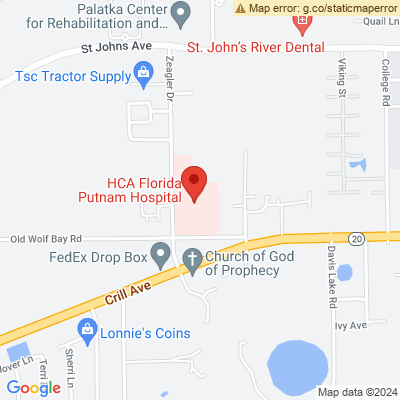 Map error: g.co/staticmaperror
Palatka Center
for Rehabilitation and...
Quail Ln
St Johns Ave
St. John's River Dental
Zeagler Dr
Tsc Tractor Supply
Viking St
College Rd
HCA Florida
Putnam Hospital
Old Wolf Bay Rd
20
FedEx Drop Box
Church of God
of Prophecy
Davis Lake Rd
Crill Ave
Lonnie's Coins
Ivy Ave
lover Ln
Terri
Sherri Ln
Google
Map data ©2024